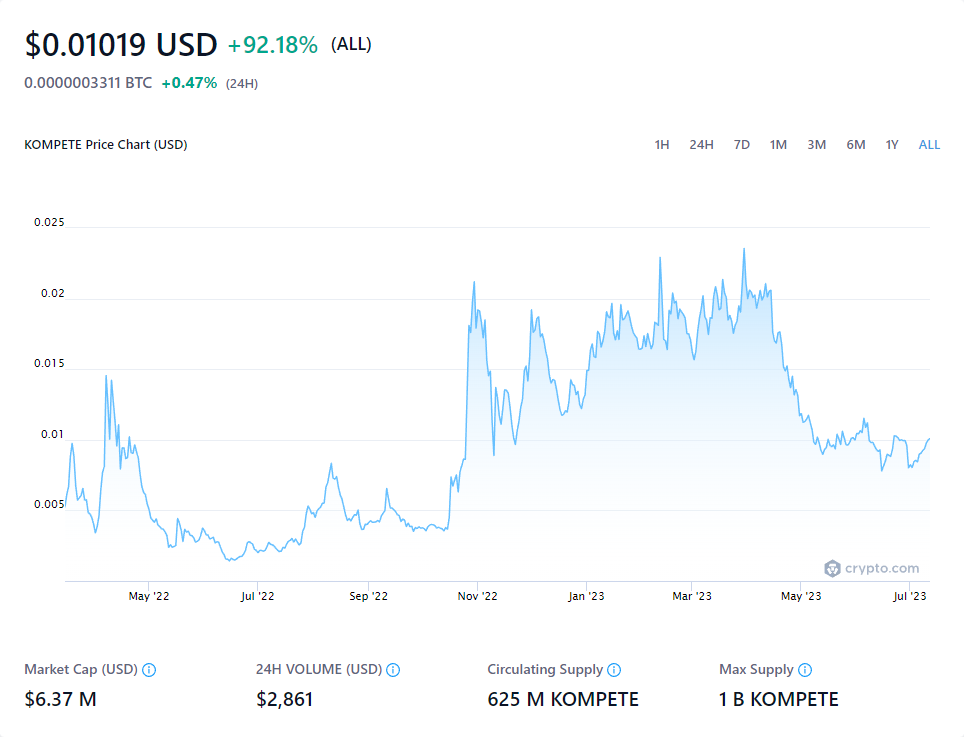 $0.01019 USD +92.18% (ALL)
0.0000003311 BTC +0.47% (24H)
KOMPETE Price Chart (USD) 1H 24H 7D 1M 3M 6M 1Y ALL
0.025
0.02
0.015
0.01
0.005
crypto.com
May '22 Jul '22 Sep '22 Nov '22 Jan '23 Mar '23 May '23 Jul '23
Market Cap (USD) 24H VOLUME (USD) Circulating Supply Max Supply
$6.37 M $2,861 625 M KOMPETE 1 B KOMPETE